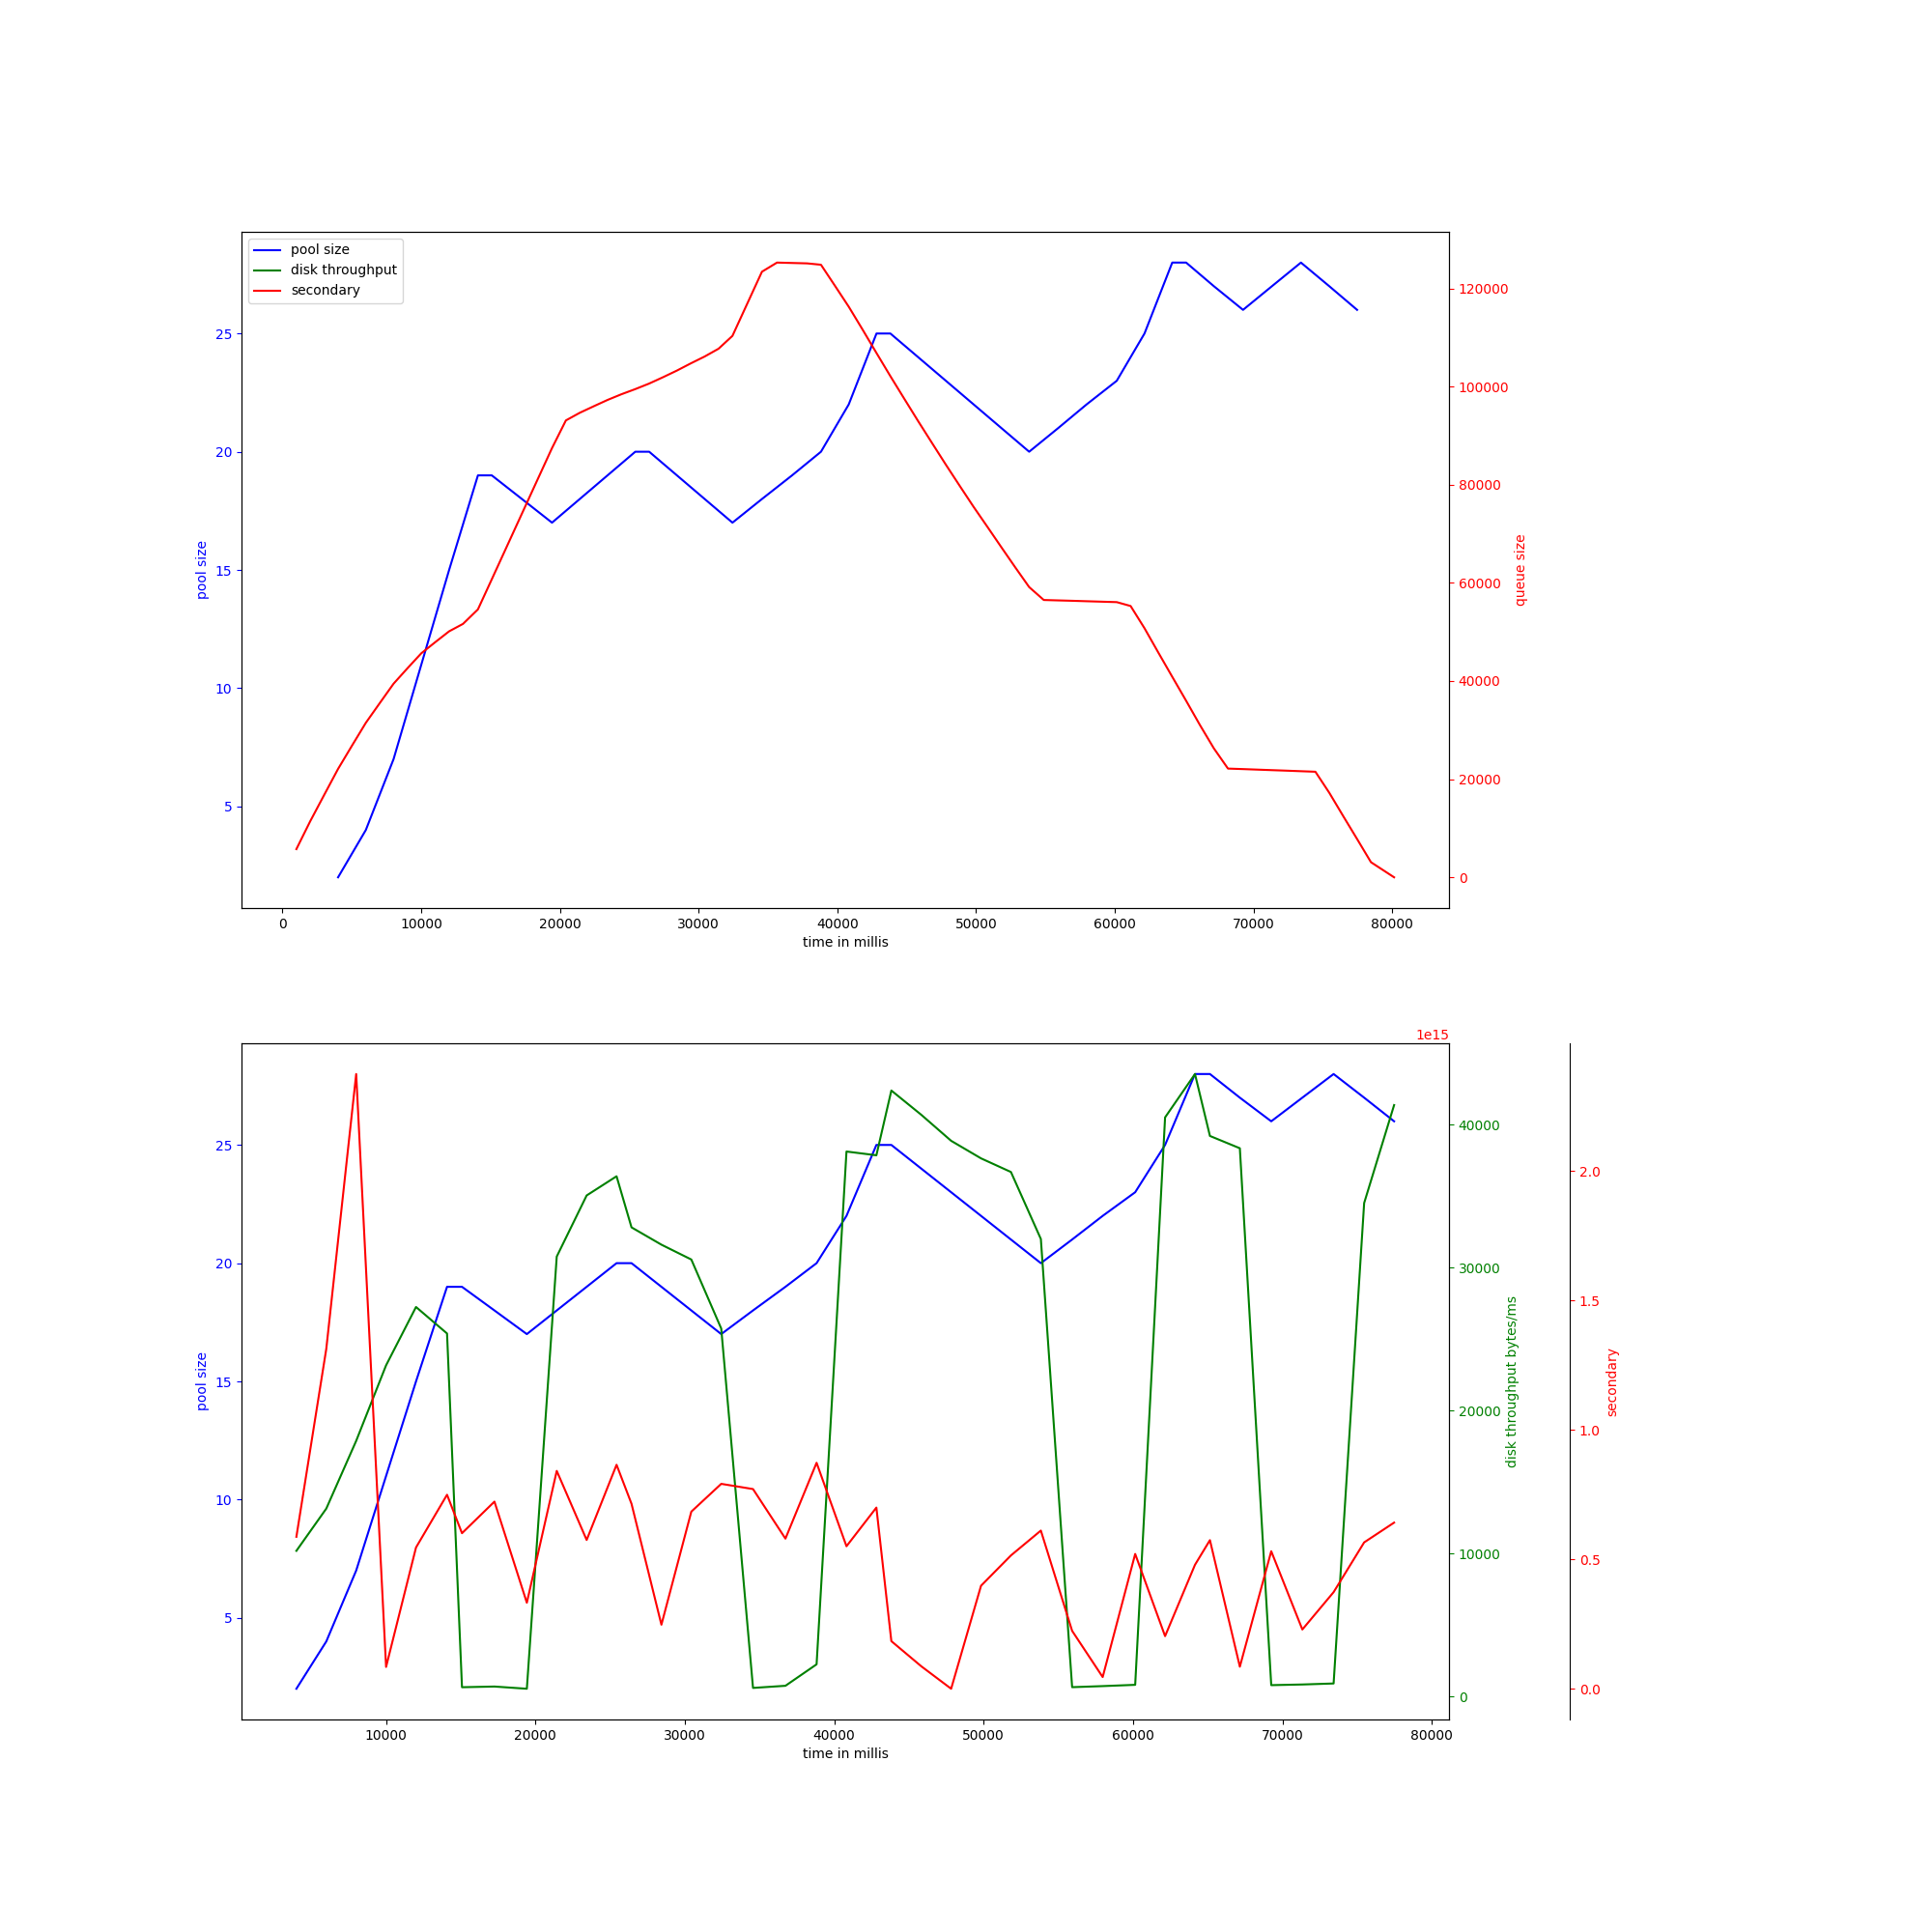 pool size
disk throughput
secondary
25
20
15
10
5
pool size
120000
100000
80000
60000
40000
20000
0
queue size
0 10000 20000 30000 40000 50000 60000 70000 80000
time in millis
1e15
25
20
15
10
5
pool size
40000
30000
20000
10000
0
disk throughput bytes/ms
2.0
1.5
1.0
0.5
0.0
secondary
10000 20000 30000 40000 50000 60000 70000 80000
time in millis